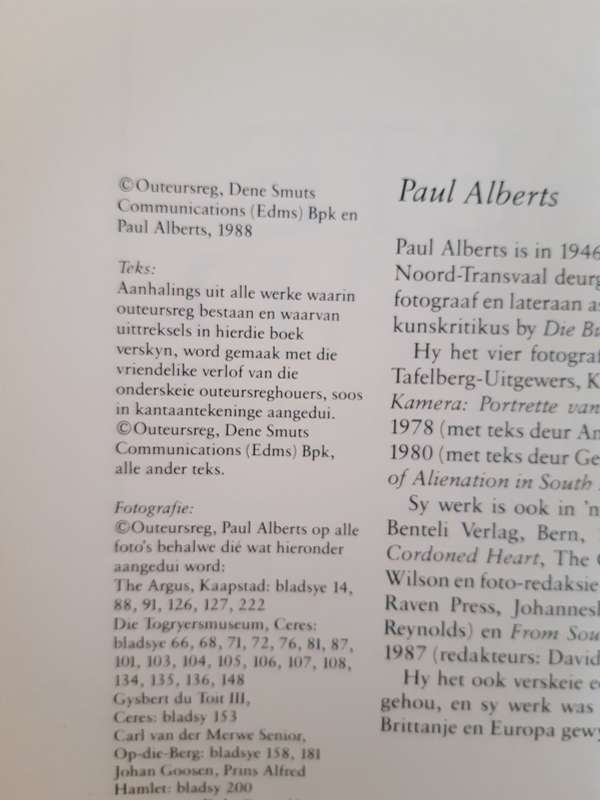 ©Outeursreg, Dene Smuts
Communications (Edms) Bpk en
Paul Alberts, 1988
Teks:
Aanhalings uit alle werke waarin
outeursreg bestaan en waarvan
uittreksels in hierdie boek
verskyn, word gemaak met die
vriendelike verlof van die
onderskeie outeursreghouers, soos
in kantaantekeninge aangedui.
©Outeursreg, Dene Smuts
Communications (Edms) Bpk,
alle ander teks.
Fotografie:
©Outeursreg, Paul Alberts op alle
foto's behalwe dié wat hieronder
aangedui word:
The Argus, Kaapstad: bladsye 14,
88, 91, 126, 127, 222
Die Togryersmuseum, Ceres:
bladsye 66, 68, 71, 72, 76, 81, 87,
101, 103, 104, 105, 106, 107, 108,
134, 135, 136, 148
Gysbert du Toit III,
Ceres: bladsy 153
Carl van der Merwe Senior,
Op-die-Berg: bladsye 158, 181
Johan Goosen, Prins Alfred
Hamlet: bladsy 200
Paul Alberts
Paul Alberts is in 1946
Noord-Transvaal deurg
fotograaf en lateraan as
kunskritikus by Die Bu
Hy het vier fotograf
Tafelberg-Uitgewers, K
Kamera: Portrette van
1978 (met teks deur An
1980 (met teks deur Ge
of Alienation in South
Sy werk is ook in 'n
Benteli Verlag, Bern,
Cordoned Heart, The
Wilson en foto-redaksie
Raven Press, Johannesb
Reynolds) en From Sou
1987 (redakteurs: David
Hy het ook verskeie e
gehou, en sy werk was
Brittanje en Europa gewy